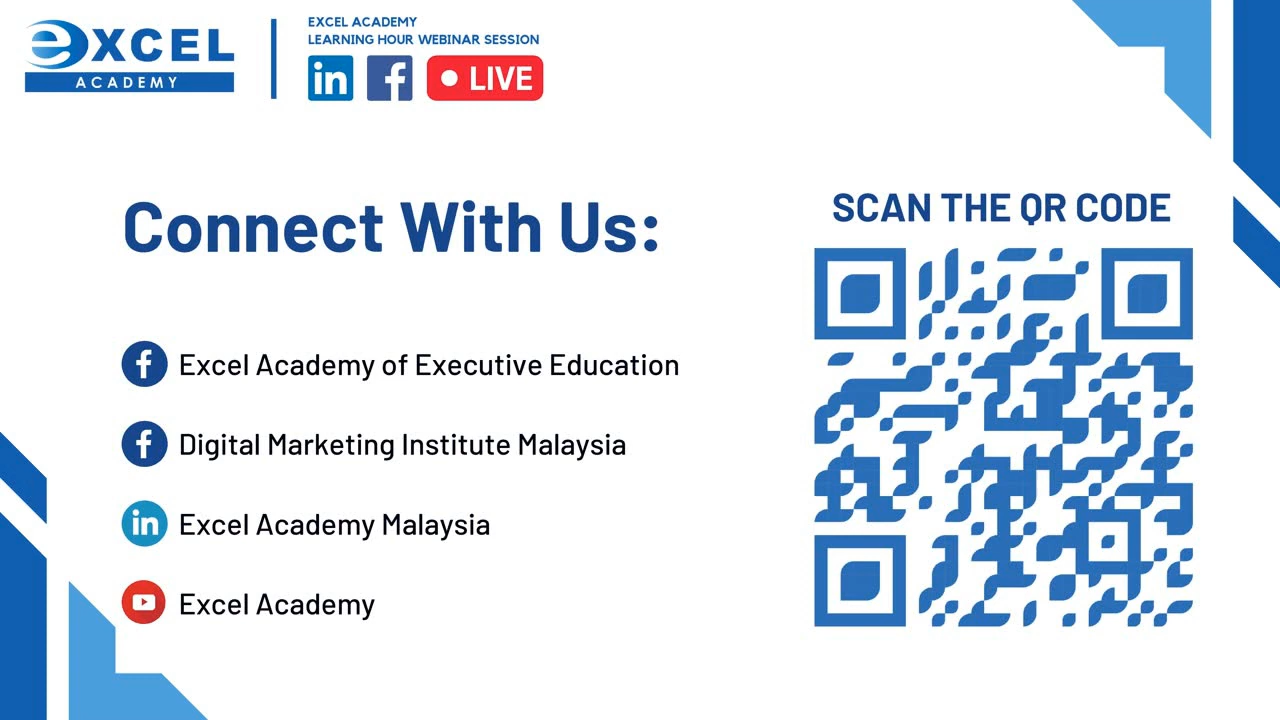 eXCEL
ACADEMY
EXCEL ACADEMY
LEARNING HOUR WEBINAR SESSION
in f LIVE
Connect With Us:
SCAN THE QR CODE
f Excel Academy of Executive Education
f Digital Marketing Institute Malaysia
in Excel Academy Malaysia
Excel Academy